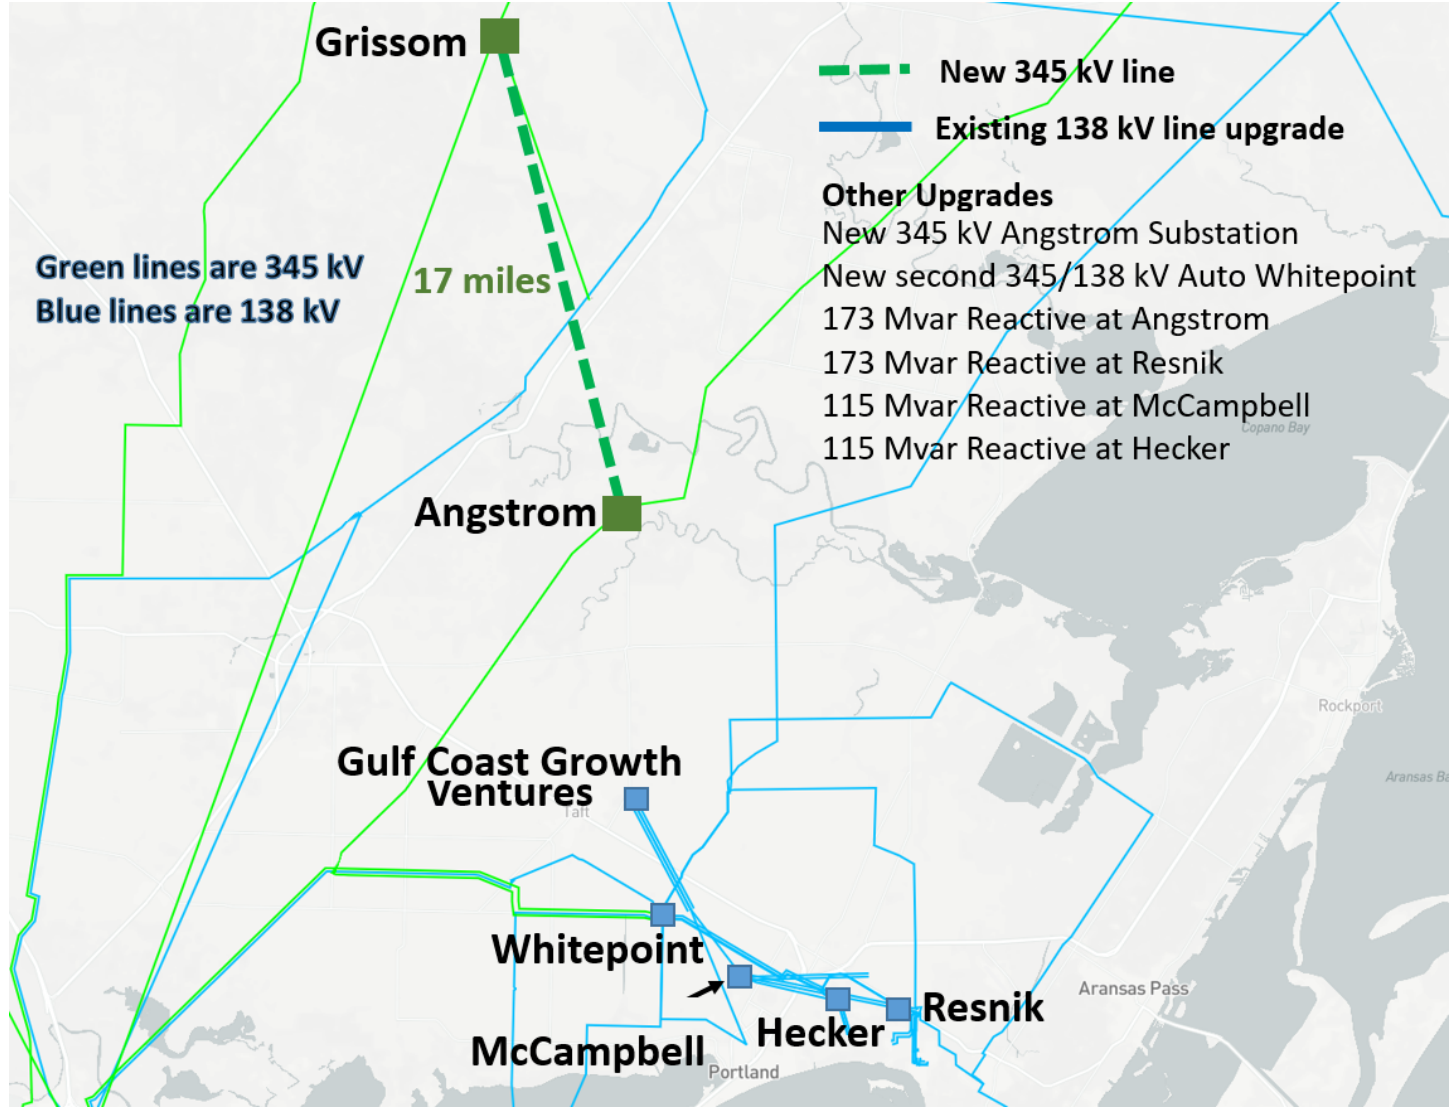 Grissom
New 345 kV line
Existing 138 kV line upgrade
Other Upgrades
New 345 kV Angstrom Substation
New second 345/138 kV Auto Whitepoint
173 Mvar Reactive at Angstrom
173 Mvar Reactive at Resnik
115 Mvar Reactive at McCampbell
115 Mvar Reactive at Hecker
Green lines are 345 kV
Blue lines are 138 kV
17 miles
Copano Bay
Angstrom
Rockport
Gulf Coast Growth
Ventures
Taft
Aransas Ba
Whitepoint
Aransas Pass
Resnik
Hecker
McCampbell
Portland